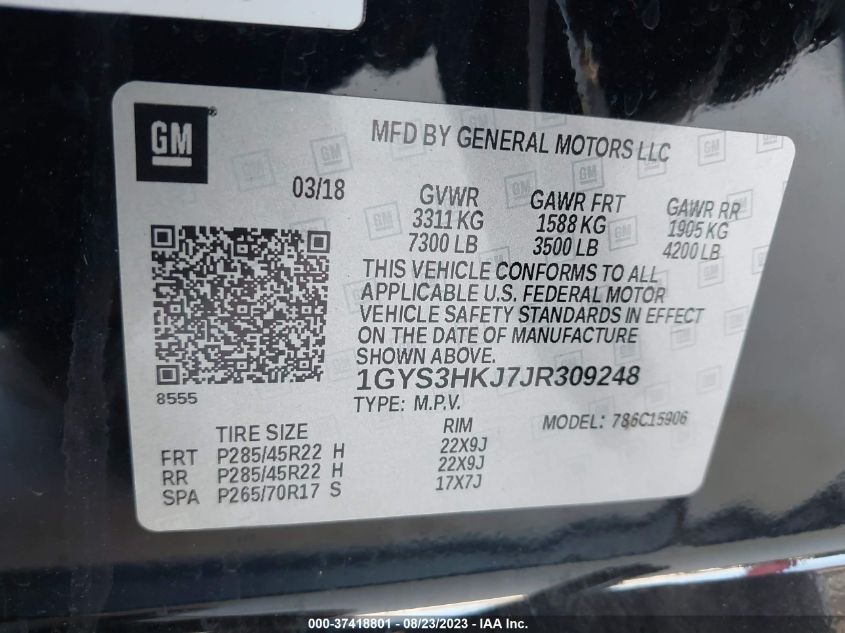 GM®
MFD BY GENERAL MOTORS LLC
03/18
GVWR GAWR FRT GAWR RR
3311 KG 1588 KG 1905 KG
7300 LB 3500 LB 4200 LB
THIS VEHICLE CONFORMS TO ALL
APPLICABLE U.S. FEDERAL MOTOR
VEHICLE SAFETY STANDARDS IN EFFECT
ON THE DATE OF MANUFACTURE
SHOWN ABOVE.
1GYS3HKJ7JR309248
8555
TYPE: M.P.V. MODEL: 786C15906
TIRE SIZE RIM
FRT P285/45R22 H 22X9J
RR P285/45R22 H 22X9J
SPA P265/70R17 S 17X7J
000-37418801 - 08/23/2023 - Copyright © 2023 IAA, Inc.